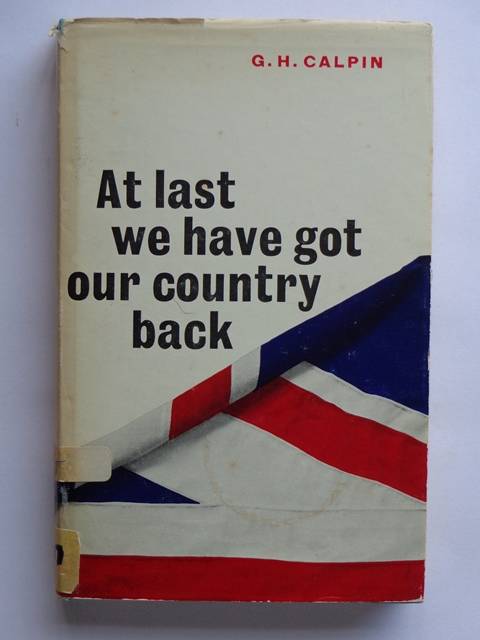 G. H. CALPIN
At last
we have got
our country
back